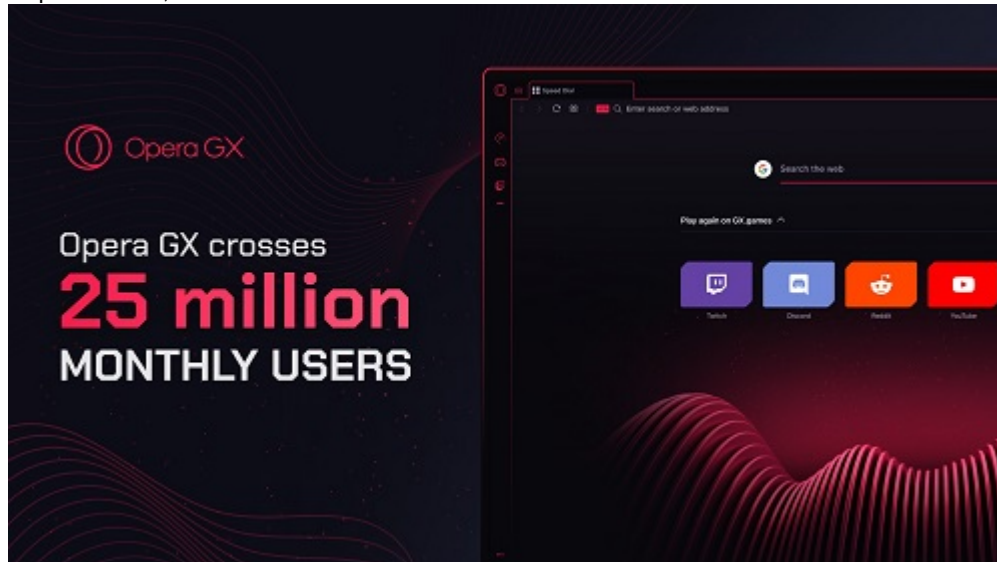 Opera GX
Opera GX crosses
25 million
MONTHLY USERS
Speed Dial
Enter search or web address
Search the web
Play again on GX.games
Twitch
Discord
Reddit
YouTube